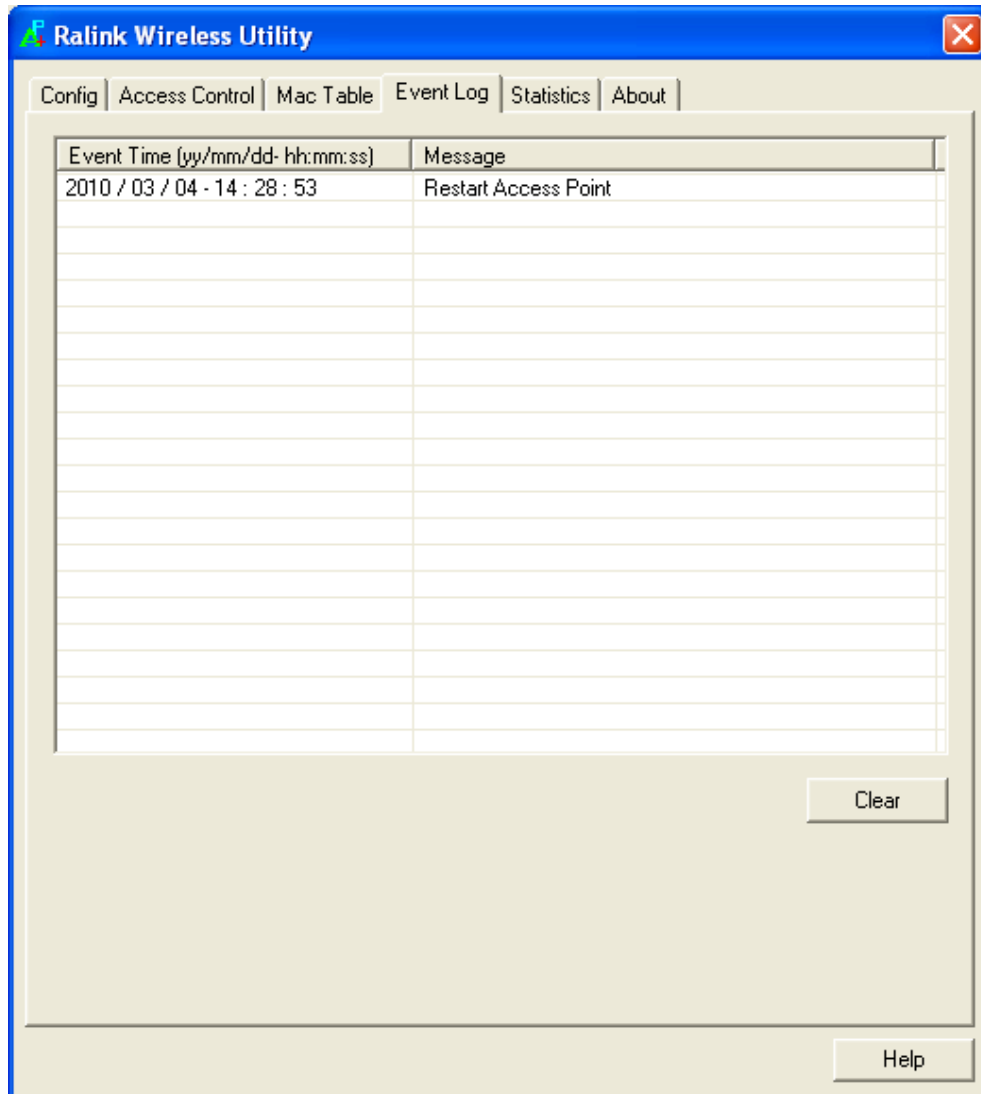 Ralink Wireless Utility
Config Access Control Mac Table Event Log Statistics About
Event Time (yy/mm/dd- hh:mm:ss) Message
2010 / 03 / 04 - 14 : 28 : 53 Restart Access Point
Clear
Help